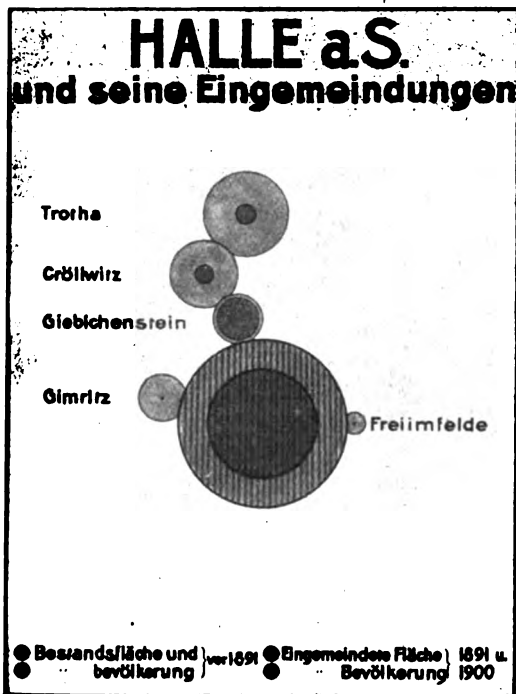 HALLE a.S.
und seine Eingemeindungen
Trotha
Cröllwitz
Giebichenstein
Gimritz
Freiimfelde
Bestandsfläche und } vor 1891 Eingemeindete Fläche } 1891 u.
" bevölkerung " Bevölkerung 1900